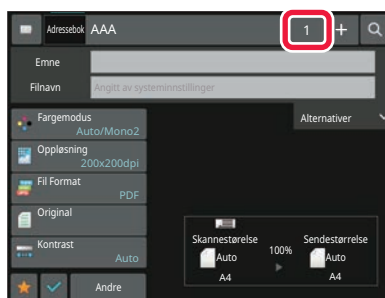 Adressebok AAA 1 +
Emne
Filnavn Angitt av systeminnstillinger
Fargemodus
Auto/Mono2
Alternativer
Oppløsning
200x200dpi
Fil Format
PDF
Original
Kontrast
Auto
Skannestørelse
Auto
A4
100%
Sendestørrelse
Auto
A4
Andre